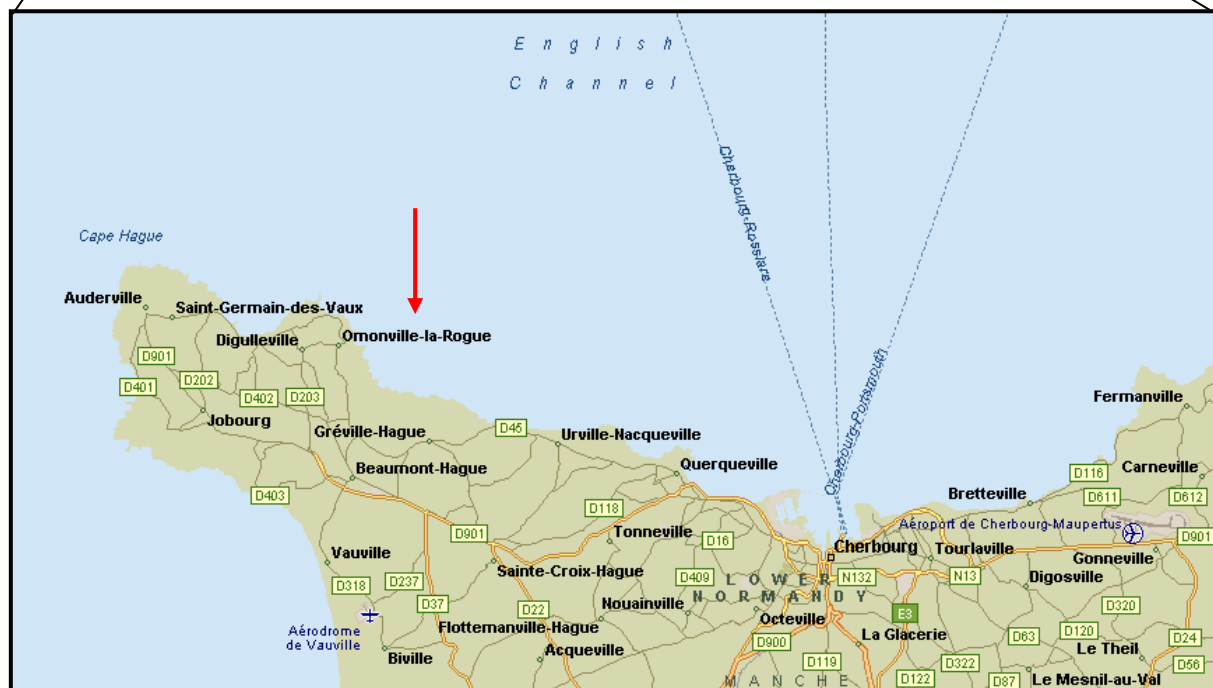 English
Channel
Cherbourg-Rosslare
Cherbourg-Portsmouth
Cape Hague
Auderville
Saint-Germain-des-Vaux
Digulleville
Omonville-la-Rogue
D901
D401
D202
D402
D203
Jobourg
Fermanville
Gréville-Hague
D45
Urville-Nacqueville
Beaumont-Hague
Querqueville
D116
Carneville
D403
Bretteville
D611
D612
D118
Aéroport de Cherbourg-Maupertus
D901
D901
Tonneville
D16
Cherbourg
Tourlaville
Gonneville
Vauville
Sainte-Croix-Hague
D318
D237
D409
LOWER
NORMANDY
N132
N13
Digosville
D37
D22
Nouainville
Octeville
E3
D320
Aérodrome
de Vauville
Flottemanville-Hague
D900
La Glacerie
D63
D120
D24
Biville
Acqueville
D119
D322
Le Theil
D56
MANCHE
D122
D87
Le Mesnil-au-Val